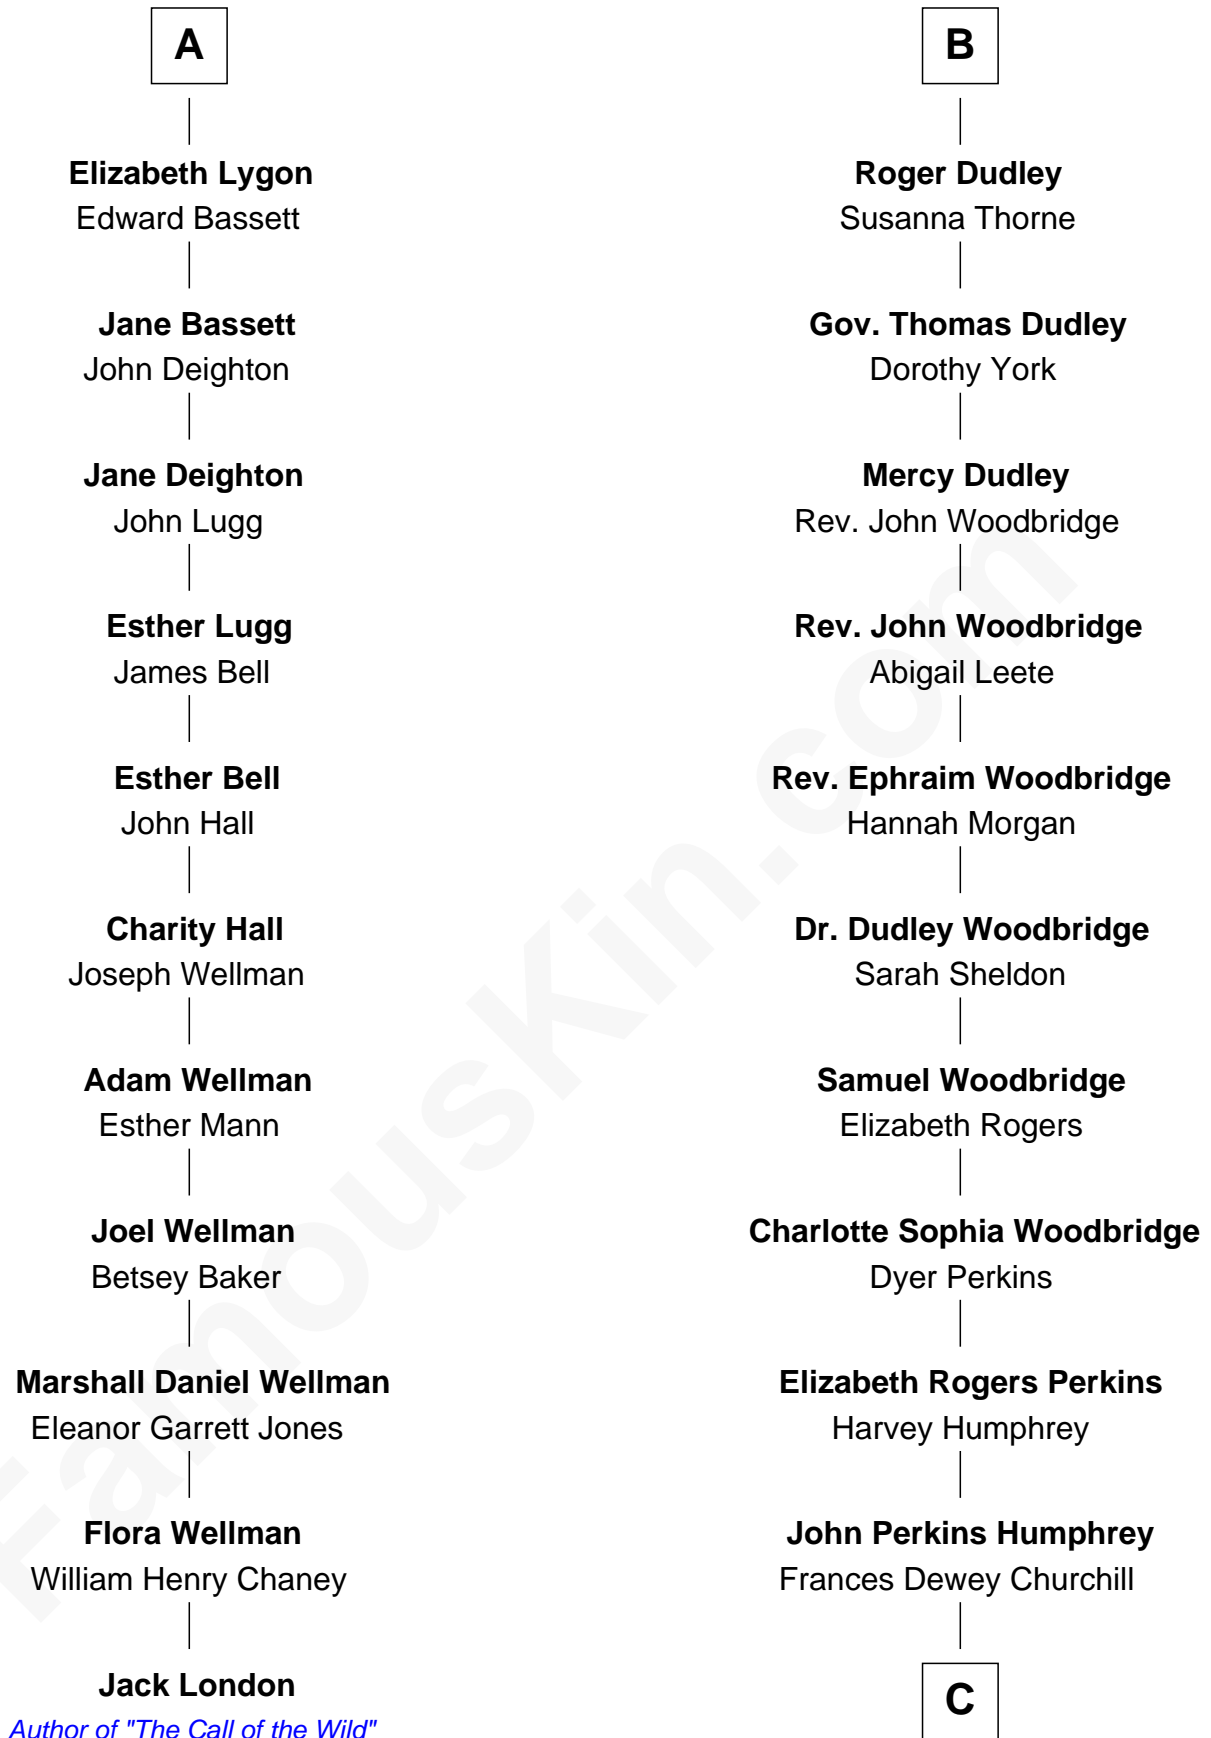 A
Elizabeth Lygon
Edward Bassett
Jane Bassett
John Deighton
Jane Deighton
John Lugg
Esther Lugg
James Bell
Esther Bell
John Hall
Charity Hall
Joseph Wellman
Adam Wellman
Esther Mann
Joel Wellman
Betsey Baker
Marshall Daniel Wellman
Eleanor Garrett Jones
Flora Wellman
William Henry Chaney
Jack London
Author of "The Call of the Wild"
B
Roger Dudley
Susanna Thorne
Gov. Thomas Dudley
Dorothy York
Mercy Dudley
Rev. John Woodbridge
Rev. John Woodbridge
Abigail Leete
Rev. Ephraim Woodbridge
Hannah Morgan
Dr. Dudley Woodbridge
Sarah Sheldon
Samuel Woodbridge
Elizabeth Rogers
Charlotte Sophia Woodbridge
Dyer Perkins
Elizabeth Rogers Perkins
Harvey Humphrey
John Perkins Humphrey
Frances Dewey Churchill
C
FamousKin.com